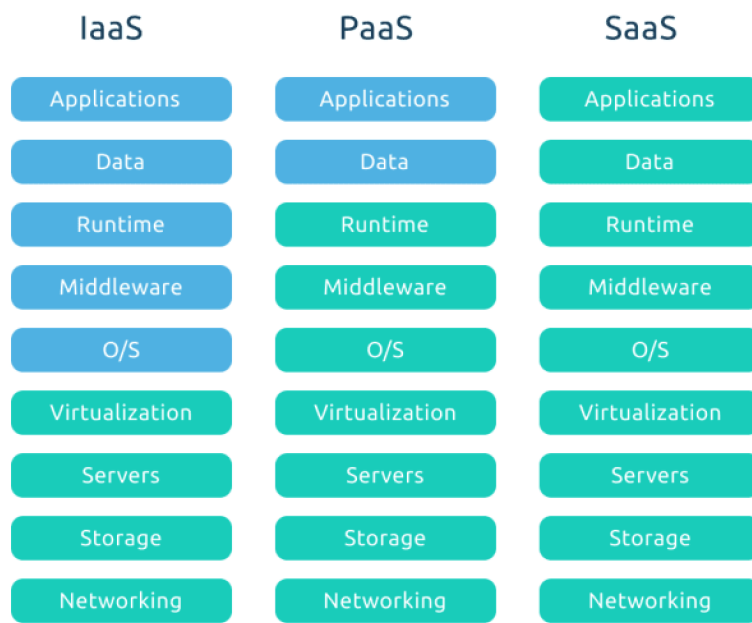 IaaS PaaS SaaS
Applications Applications Applications
Data Data Data
Runtime Runtime Runtime
Middleware Middleware Middleware
O/S O/S O/S
Virtualization Virtualization Virtualization
Servers Servers Servers
Storage Storage Storage
Networking Networking Networking